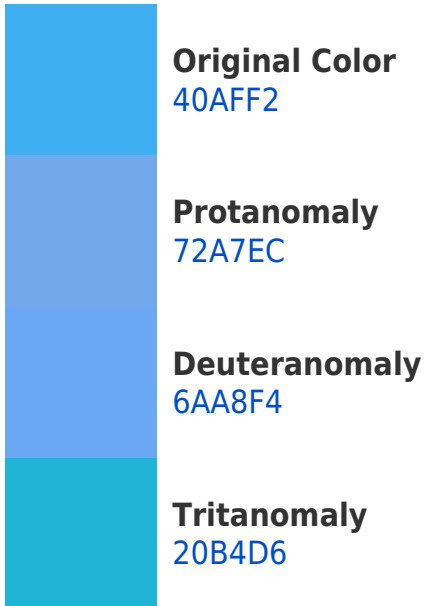 Original Color
40AFF2
Protanomaly
72A7EC
Deuteranomaly
6AA8F4
Tritanomaly
20B4D6